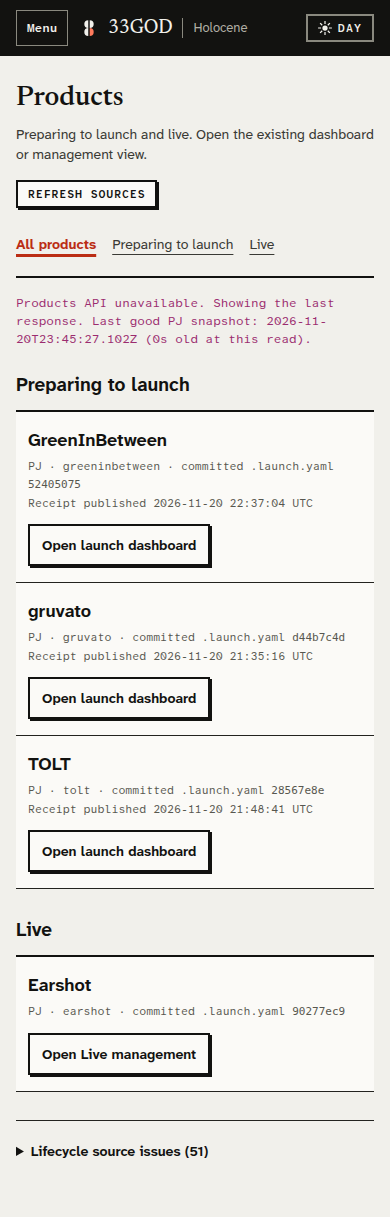 Menu 33GOD Holocene DAY
Products
Preparing to launch and live. Open the existing dashboard
or management view.
REFRESH SOURCES
All products Preparing to launch Live
Products API unavailable. Showing the last
response. Last good PJ snapshot: 2026-11-
20T23:45:27.102Z (0s old at this read).
Preparing to launch
GreenInBetween
PJ · greeninbetween · committed .launch.yaml
52405075
Receipt published 2026-11-20 22:37:04 UTC
Open launch dashboard
gruvato
PJ · gruvato · committed .launch.yaml d44b7c4d
Receipt published 2026-11-20 21:35:16 UTC
Open launch dashboard
TOLT
PJ · tolt · committed .launch.yaml 28567e8e
Receipt published 2026-11-20 21:48:41 UTC
Open launch dashboard
Live
Earshot
PJ · earshot · committed .launch.yaml 90277ec9
Open Live management
Lifecycle source issues (51)